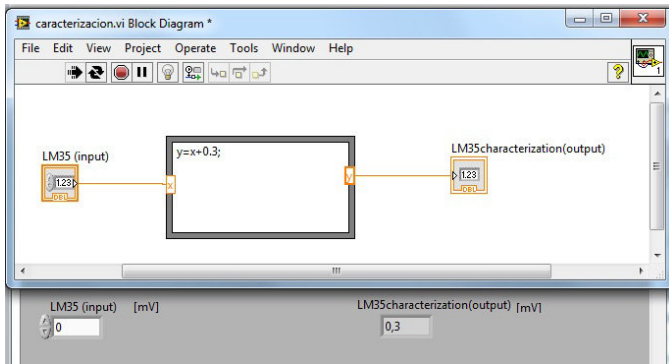 caracterizacion.vi Block Diagram *
File Edit View Project Operate Tools Window Help
? 1
y=x+0.3;
LM35 (input)
LM35characterization(output)
1.23
DBL
x
y
1.23
DBL
LM35 (input) [mV]
LM35characterization(output) [mV]
0
0,3